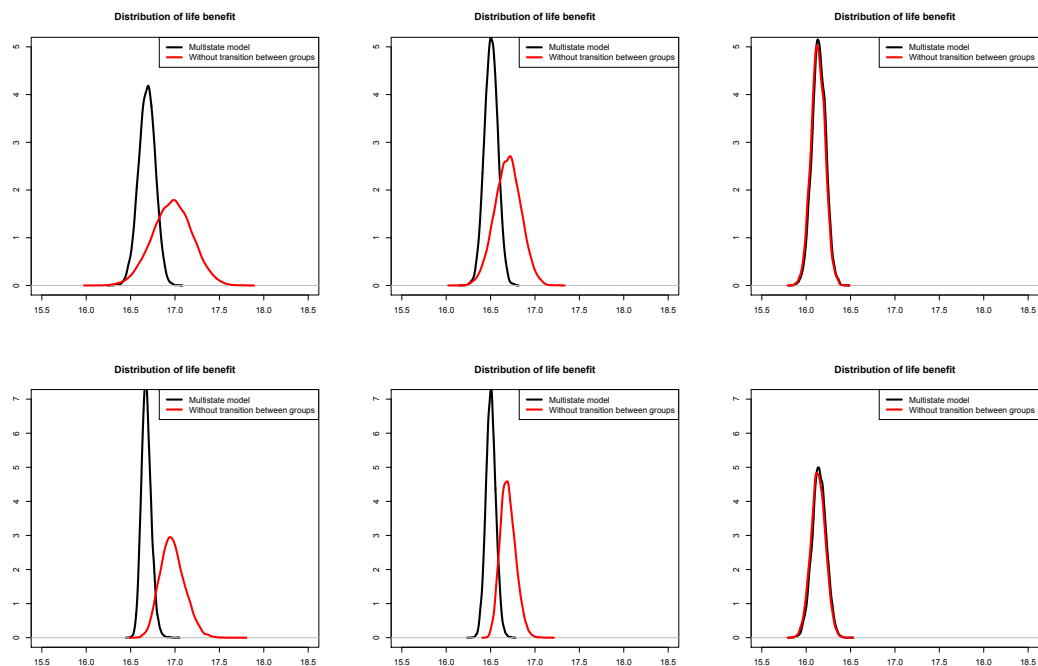 Distribution of life benefit
Multistate model
Without transition between groups
5
4
3
2
1
0
15.5 16.0 16.5 17.0 17.5 18.0 18.5
Distribution of life benefit
Multistate model
Without transition between groups
5
4
3
2
1
0
15.5 16.0 16.5 17.0 17.5 18.0 18.5
Distribution of life benefit
Multistate model
Without transition between groups
5
4
3
2
1
0
15.5 16.0 16.5 17.0 17.5 18.0 18.5
Distribution of life benefit
Multistate model
Without transition between groups
7
6
5
4
3
2
1
0
15.5 16.0 16.5 17.0 17.5 18.0 18.5
Distribution of life benefit
Multistate model
Without transition between groups
7
6
5
4
3
2
1
0
15.5 16.0 16.5 17.0 17.5 18.0 18.5
Distribution of life benefit
Multistate model
Without transition between groups
7
6
5
4
3
2
1
0
15.5 16.0 16.5 17.0 17.5 18.0 18.5